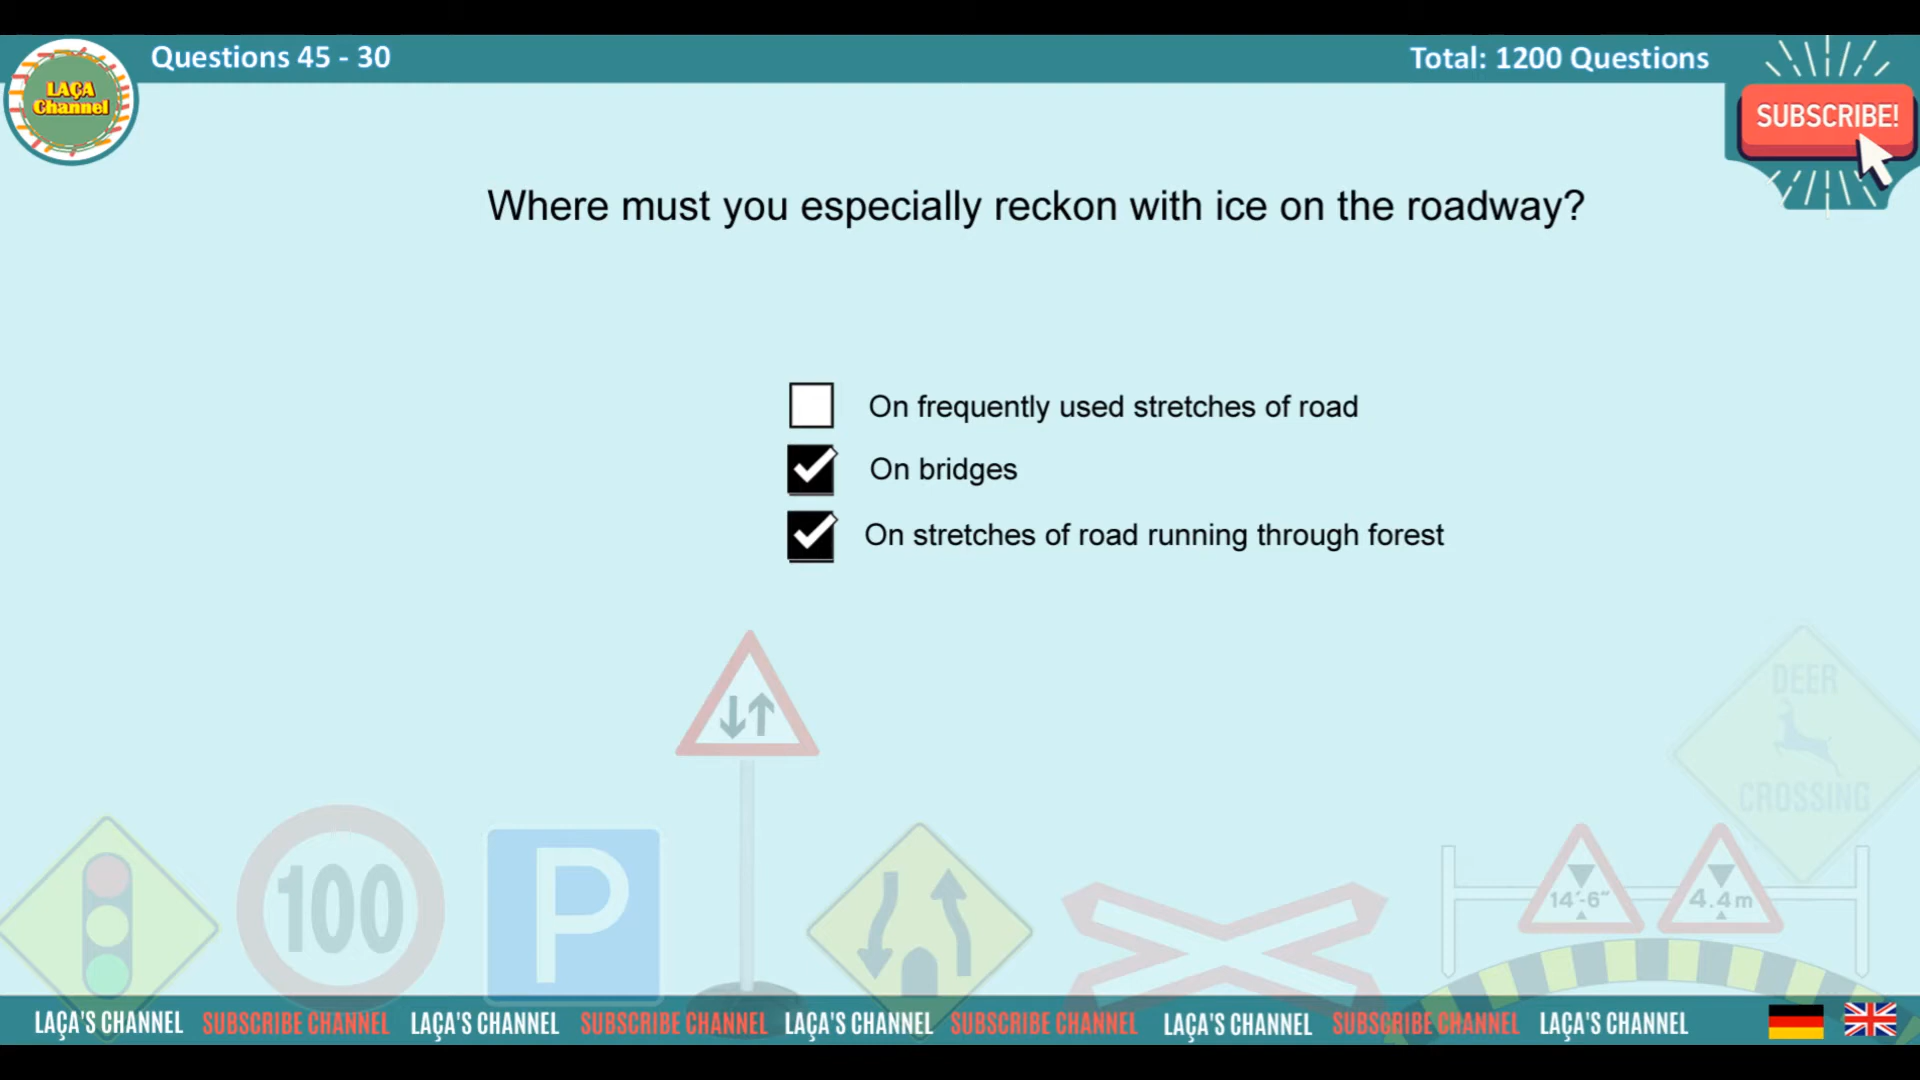 Questions 45 - 30
Total: 1200 Questions
LAÇA
Channel
SUBSCRIBE!
Where must you especially reckon with ice on the roadway?
On frequently used stretches of road
On bridges
On stretches of road running through forest
DEER
CROSSING
100
P
14'-6"
4.4m
LAÇA'S CHANNEL SUBSCRIBE CHANNEL LAÇA'S CHANNEL SUBSCRIBE CHANNEL LAÇA'S CHANNEL SUBSCRIBE CHANNEL LAÇA'S CHANNEL SUBSCRIBE CHANNEL LAÇA'S CHANNEL